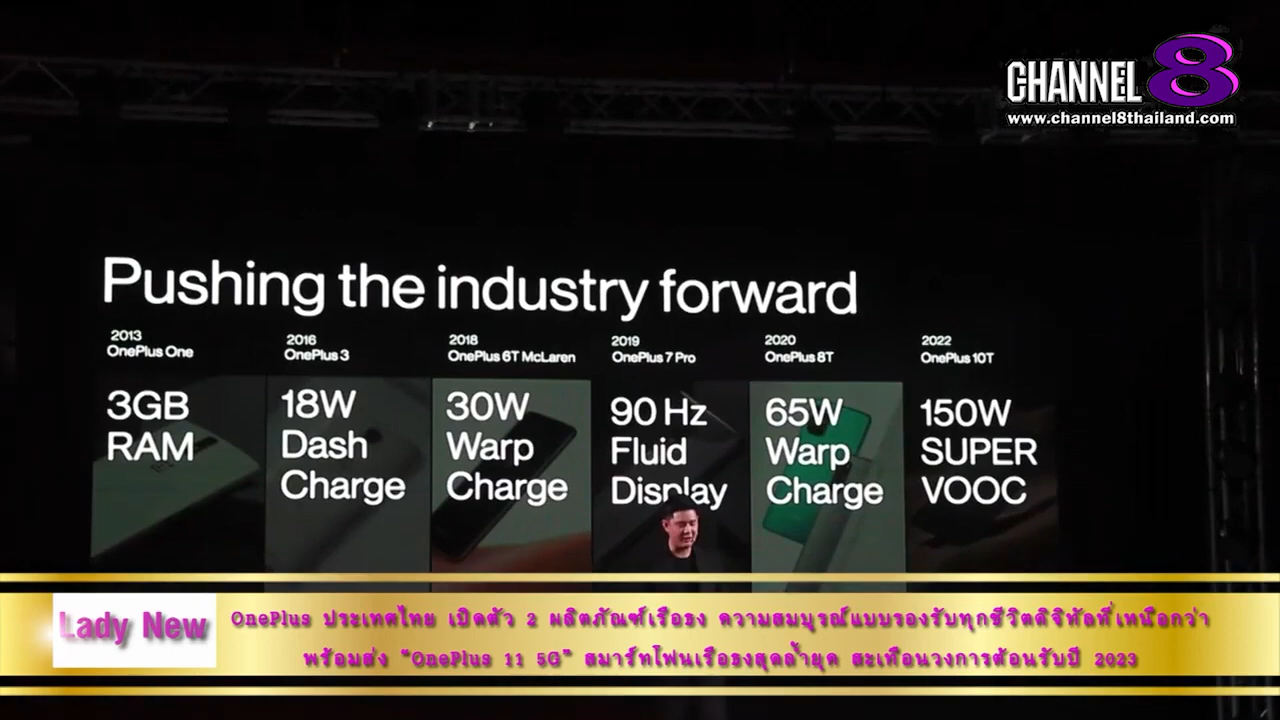 CHANNEL 8
www.channel8thailand.com
Pushing the industry forward
2013
OnePlus One
3GB
RAM
2016
OnePlus 3
18W
Dash
Charge
2018
OnePlus 6T McLaren
30W
Warp
Charge
2019
OnePlus 7 Pro
90 Hz
Fluid
Display
2020
OnePlus 8T
65W
Warp
Charge
2022
OnePlus 10T
150W
SUPER
VOOC
Lady New
OnePlus ประเทศไทย เปิดตัว 2 ผลิตภัณฑ์เรือธง ความสมบูรณ์แบบรองรับทุกชีวิตดิจิทัลที่เหนือกว่า
พร้อมส่ง "OnePlus 11 5G" สมาร์ทโฟนเรือธงสุดล้ำยุค สะเทือนวงการต้อนรับปี 2023